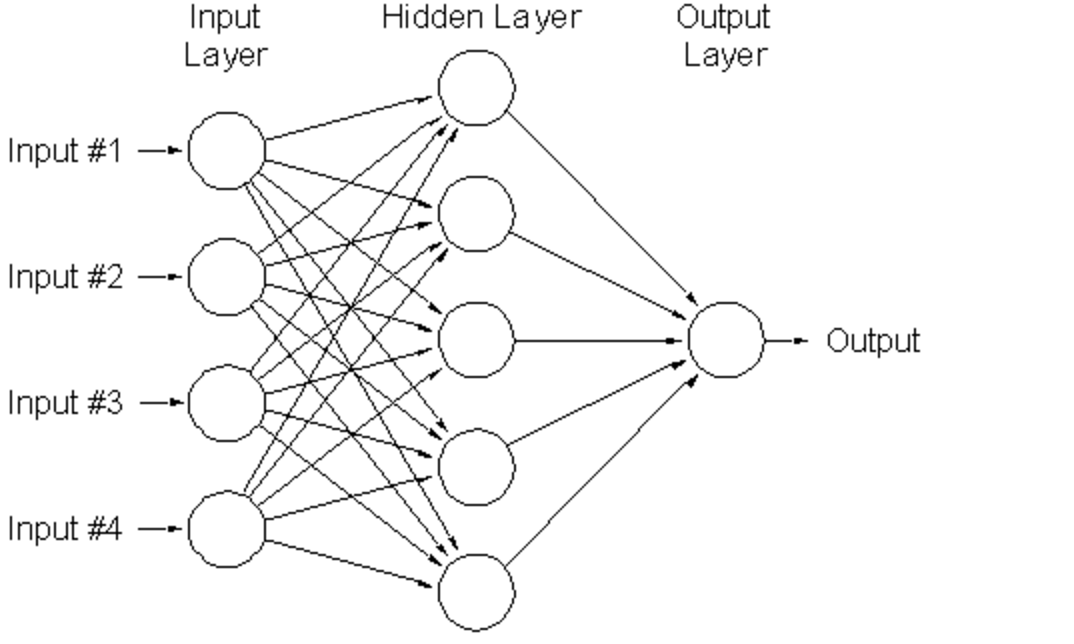 Input
Layer
Hidden Layer
Output
Layer
Input #1
Input #2
Input #3
Input #4
Output